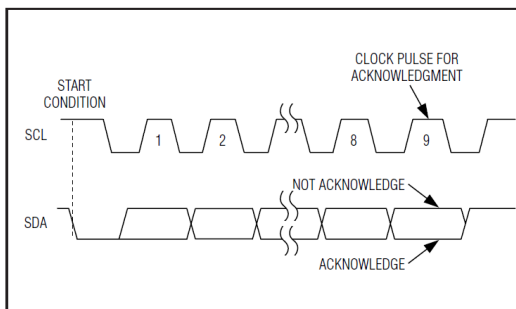 CLOCK PULSE FOR
ACKNOWLEDGMENT
START
CONDITION
SCL
1
2
8
9
NOT ACKNOWLEDGE
SDA
ACKNOWLEDGE